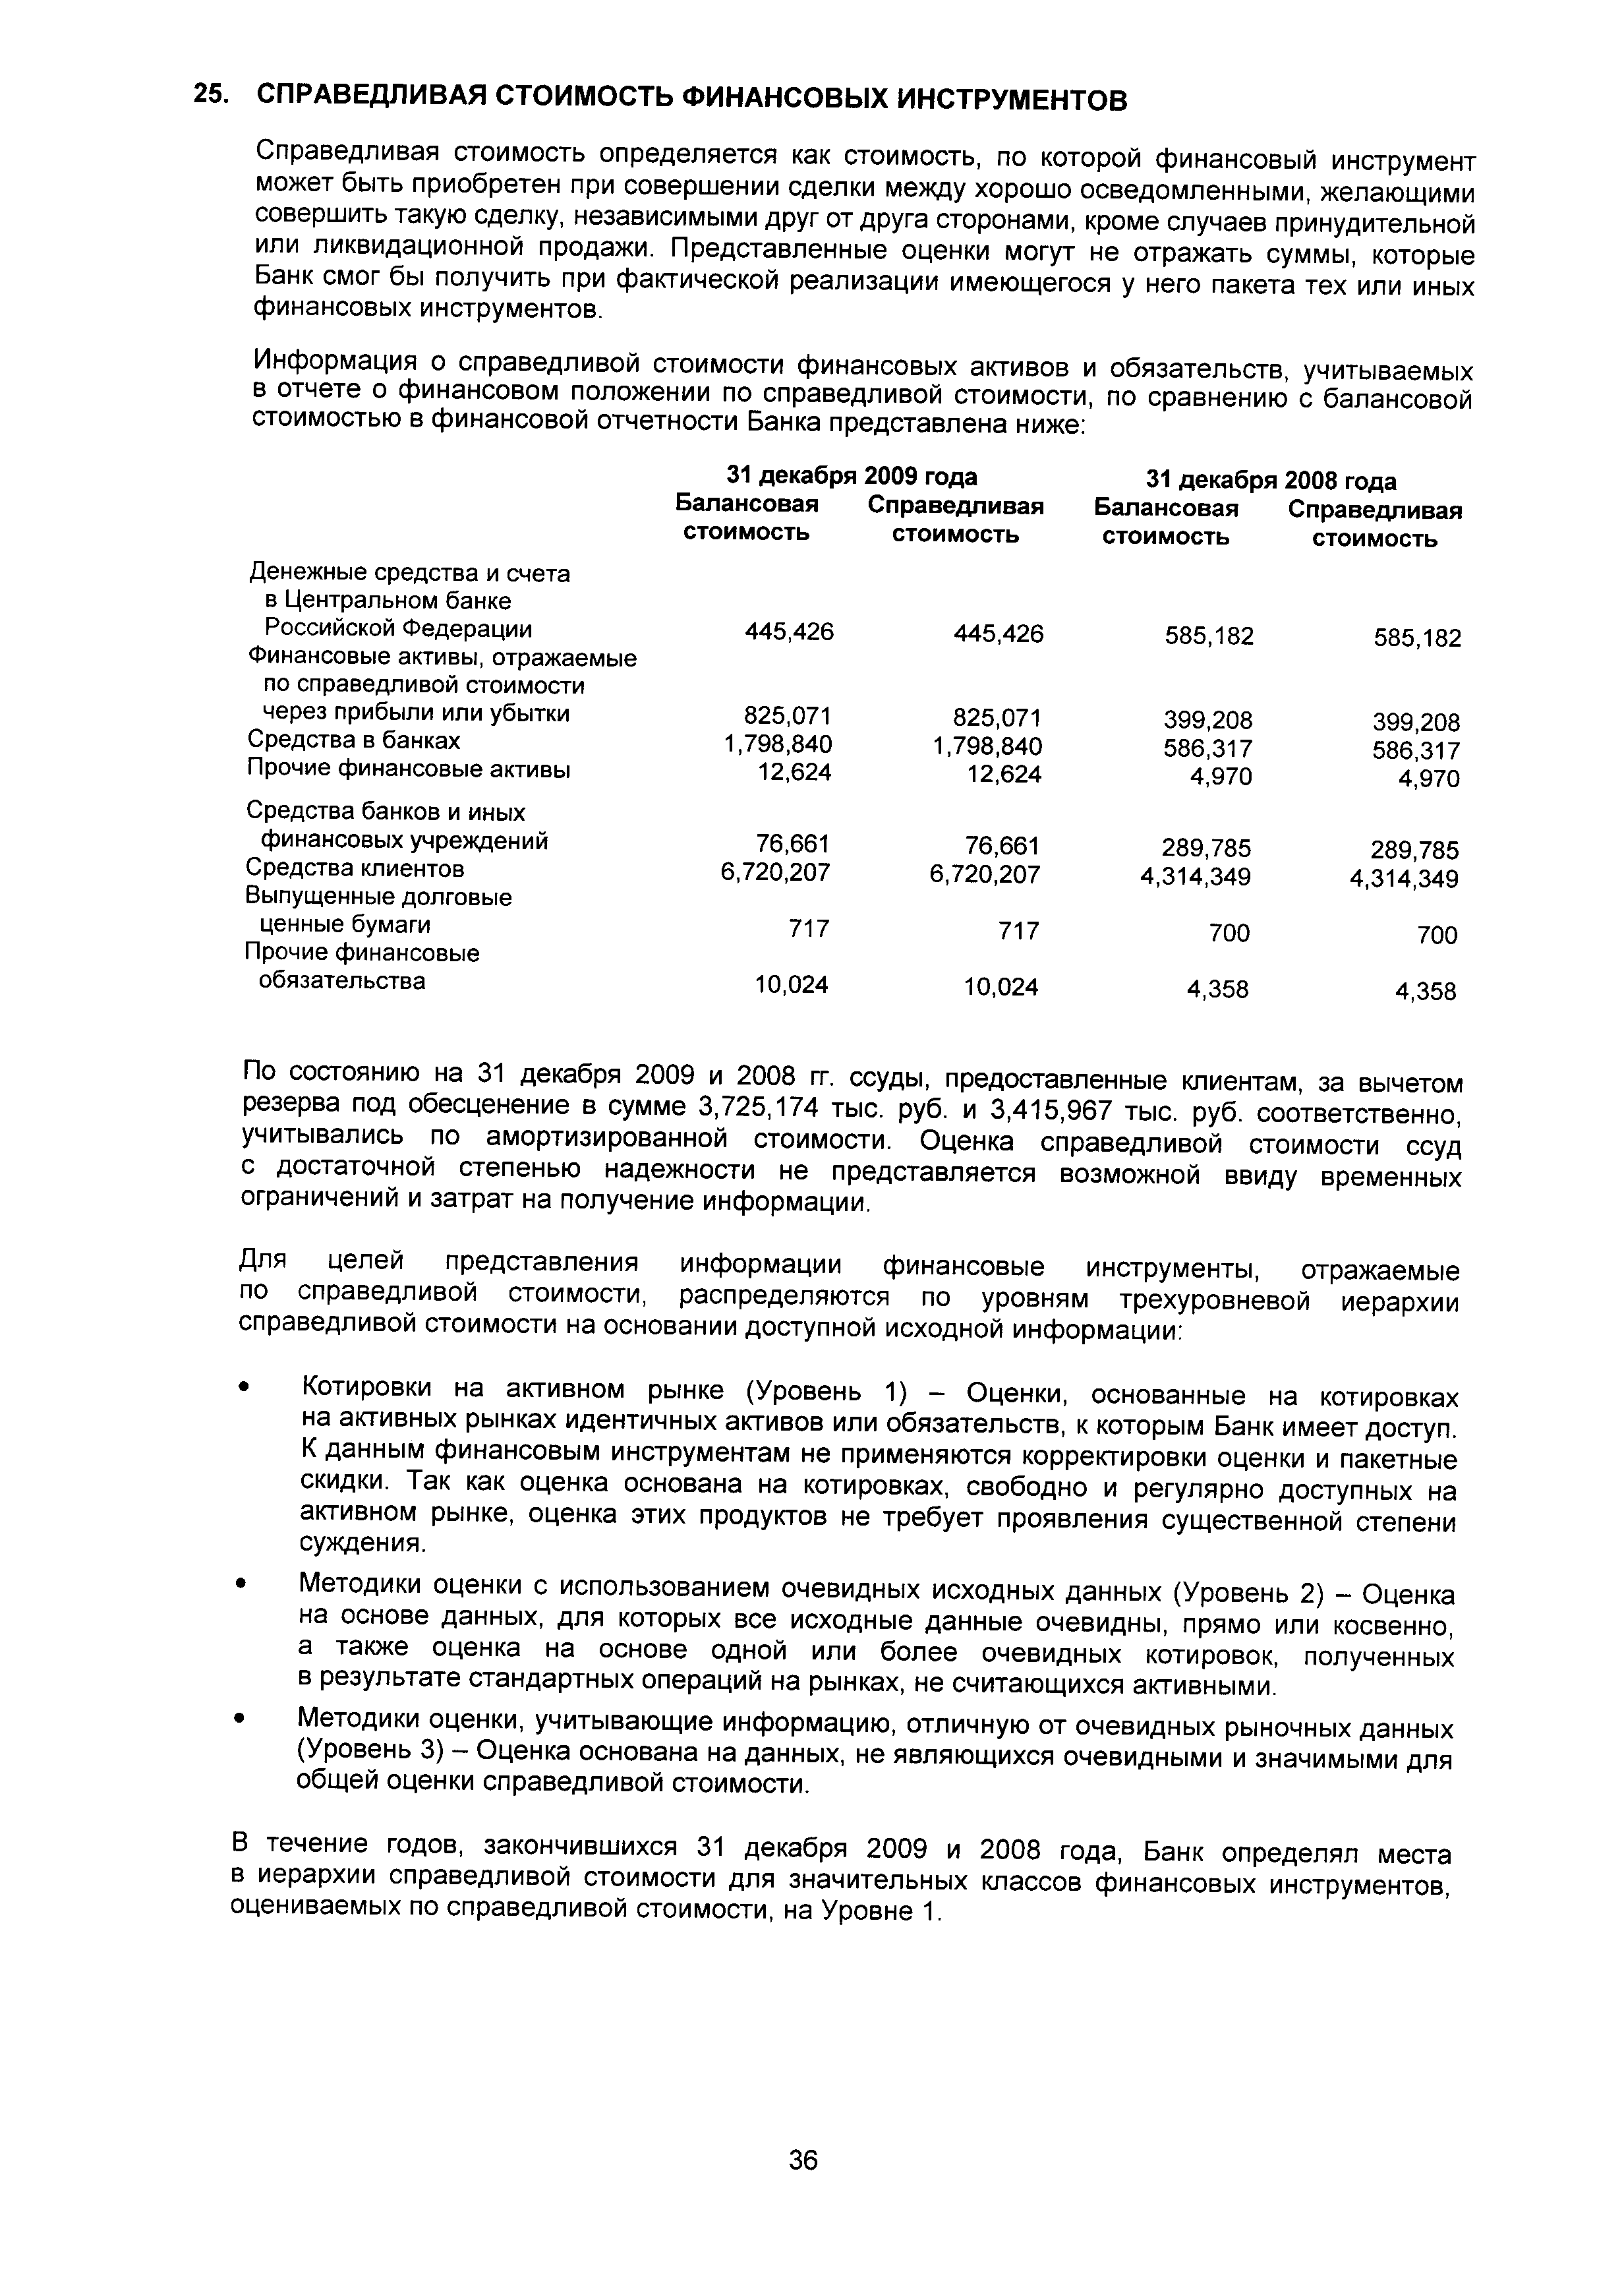 25. СПРАВЕДЛИВАЯ СТОИМОСТЬ ФИНАНСОВЫХ ИНСТРУМЕНТОВ
Справедливая стоимость определяется как стоимость, по которой финансовый инструмент
может быть приобретен при совершении сделки между хорошо осведомленными, желающими
совершить такую сделку, независимыми друг от друга сторонами, кроме случаев принудительной
или ликвидационной продажи. Представленные оценки могут не отражать суммы, которые
Банк смог бы получить при фактической реализации имеющегося у него пакета тех или иных
финансовых инструментов.
Информация о справедливой стоимости финансовых активов и обязательств, учитываемых
в отчете о финансовом положении по справедливой стоимости, по сравнению с балансовой
стоимостью в финансовой отчетности Банка представлена ниже:
31 декабря 2009 года 31 декабря 2008 года
Балансовая Справедливая Балансовая Справедливая
стоимость стоимость стоимость стоимость
Денежные средства и счета
в Центральном банке
Российской Федерации 445,426 445,426 585,182 585,182
Финансовые активы, отражаемые
по справедливой стоимости
через прибыли или убытки 825,071 825,071 399,208 399,208
Средства в банках 1,798,840 1,798,840 586,317 586,317
Прочие финансовые активы 12,624 12,624 4,970 4,970
Средства банков и иных
финансовых учреждений 76,661 76,661 289,785 289,785
Средства клиентов 6,720,207 6,720,207 4,314,349 4,314,349
Выпущенные долговые
ценные бумаги 717 717 700 700
Прочие финансовые
обязательства 10,024 10,024 4,358 4,358
По состоянию на 31 декабря 2009 и 2008 гг. ссуды, предоставленные клиентам, за вычетом
резерва под обесценение в сумме 3,725,174 тыс. руб. и 3,415,967 тыс. руб. соответственно,
учитывались по амортизированной стоимости. Оценка справедливой стоимости ссуд
с достаточной степенью надежности не представляется возможной ввиду временных
ограничений и затрат на получение информации.
Для целей представления информации финансовые инструменты, отражаемые
по справедливой стоимости, распределяются по уровням трехуровневой иерархии
справедливой стоимости на основании доступной исходной информации:
• Котировки на активном рынке (Уровень 1) – Оценки, основанные на котировках
на активных рынках идентичных активов или обязательств, к которым Банк имеет доступ.
К данным финансовым инструментам не применяются корректировки оценки и пакетные
скидки. Так как оценка основана на котировках, свободно и регулярно доступных на
активном рынке, оценка этих продуктов не требует проявления существенной степени
суждения.
• Методики оценки с использованием очевидных исходных данных (Уровень 2) – Оценка
на основе данных, для которых все исходные данные очевидны, прямо или косвенно,
а также оценка на основе одной или более очевидных котировок, полученных
в результате стандартных операций на рынках, не считающихся активными.
• Методики оценки, учитывающие информацию, отличную от очевидных рыночных данных
(Уровень 3) – Оценка основана на данных, не являющихся очевидными и значимыми для
общей оценки справедливой стоимости.
В течение годов, закончившихся 31 декабря 2009 и 2008 года, Банк определял места
в иерархии справедливой стоимости для значительных классов финансовых инструментов,
оцениваемых по справедливой стоимости, на Уровне 1.
36